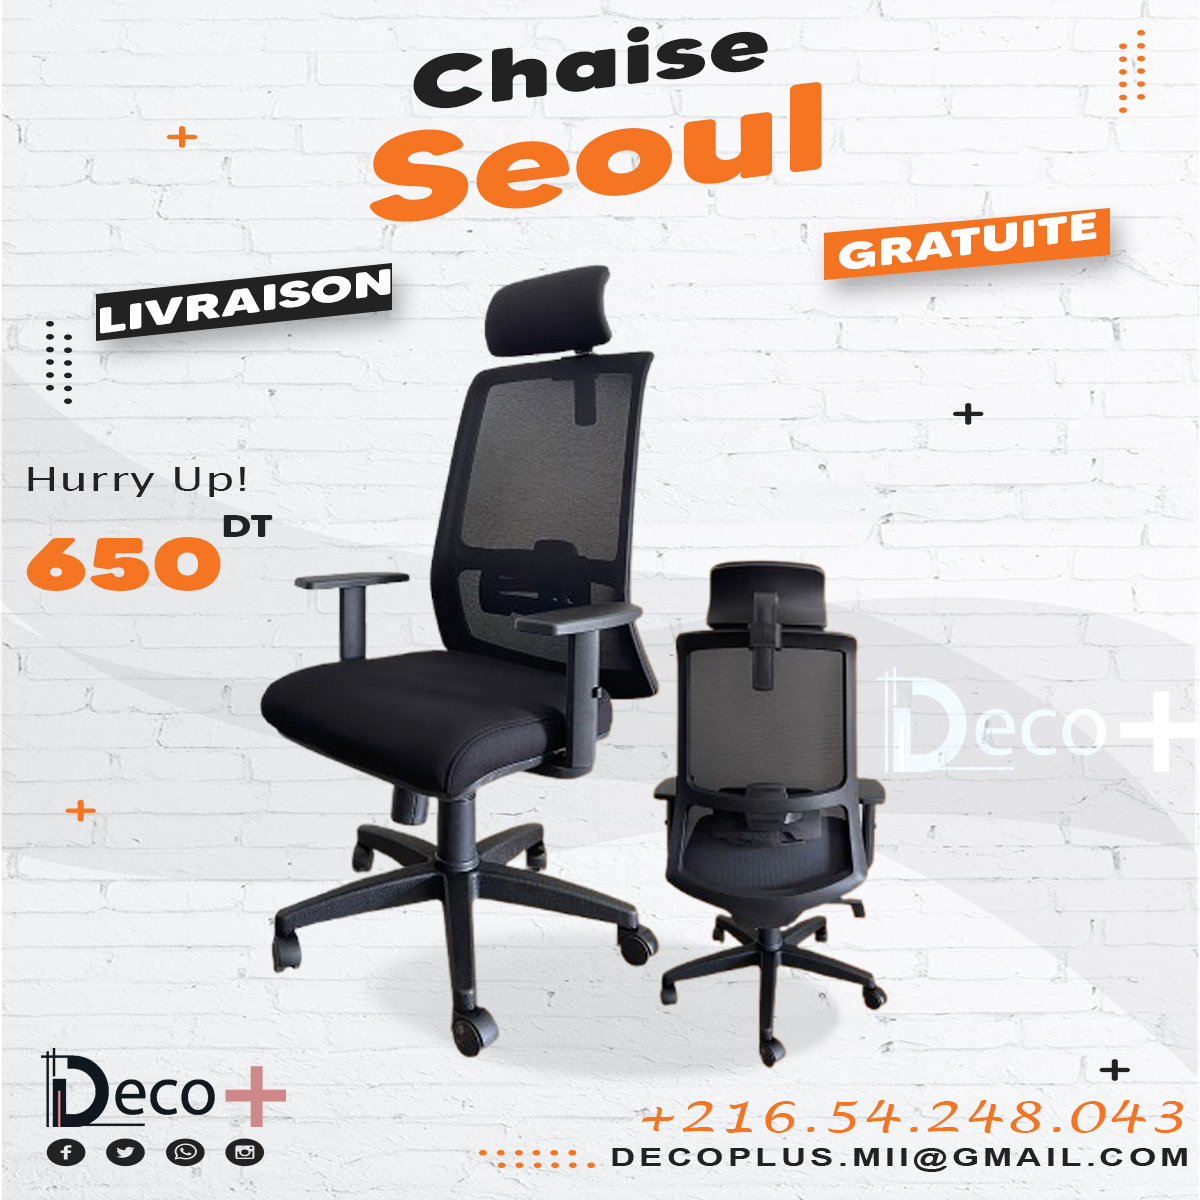 Chaise
Seoul
GRATUITE
LIVRAISON
Hurry Up!
650 DT
Deco+
Deco+
+216.54.248.043
DECOPLUS.MII@GMAIL.COM